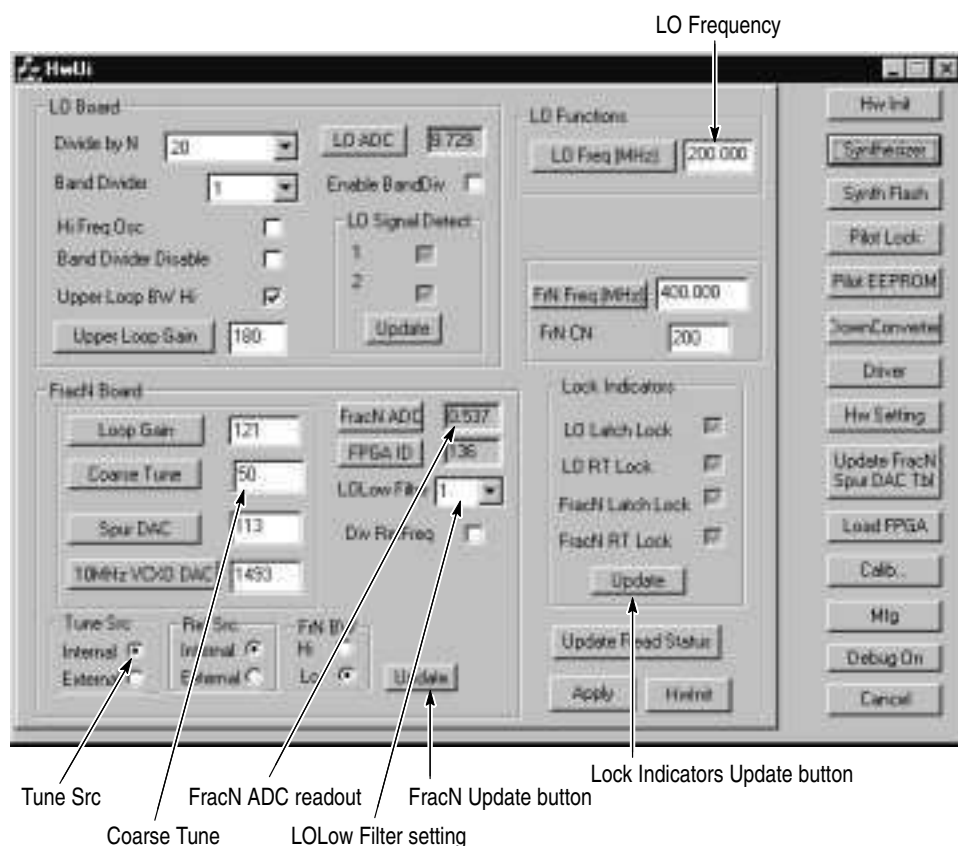 LO Frequency
HwUi
LO Board
Divide by N 20
LO ADC 9.729
Band Divider 1
Enable BandDiv
Hi Freq Osc
Band Divider Disable
Upper Loop BW Hi
Upper Loop Gain 180
LO Signal Detect
1
2
Update
LO Functions
LO Freq (MHz) 200.000
FrN Freq (MHz) 400.000
FrN CN 200
FracN Board
Loop Gain 121
Coarse Tune 50
Spur DAC 113
10MHz VCXO DAC 1493
FracN ADC 0.537
FPGA ID 136
LOLow Filter 1
Div Rn Freq
Tune Src
Internal
External
Src
Internal
External
FrN BW
Hi
Lo
Update
Lock Indicators
LO Latch Lock
LO RT Lock
FracN Latch Lock
FracN RT Lock
Update
Update Read Status
Apply
HwInit
Hw Init
Synthesizer
Synth Flash
Pilot Lock
Pilot EEPROM
DownConverter
Driver
Hw Setting
Update FracN
Spur DAC Tbl
Load FPGA
Calib...
Mfg
Debug On
Cancel
Tune Src
Coarse Tune
FracN ADC readout
LOLow Filter setting
FracN Update button
Lock Indicators Update button